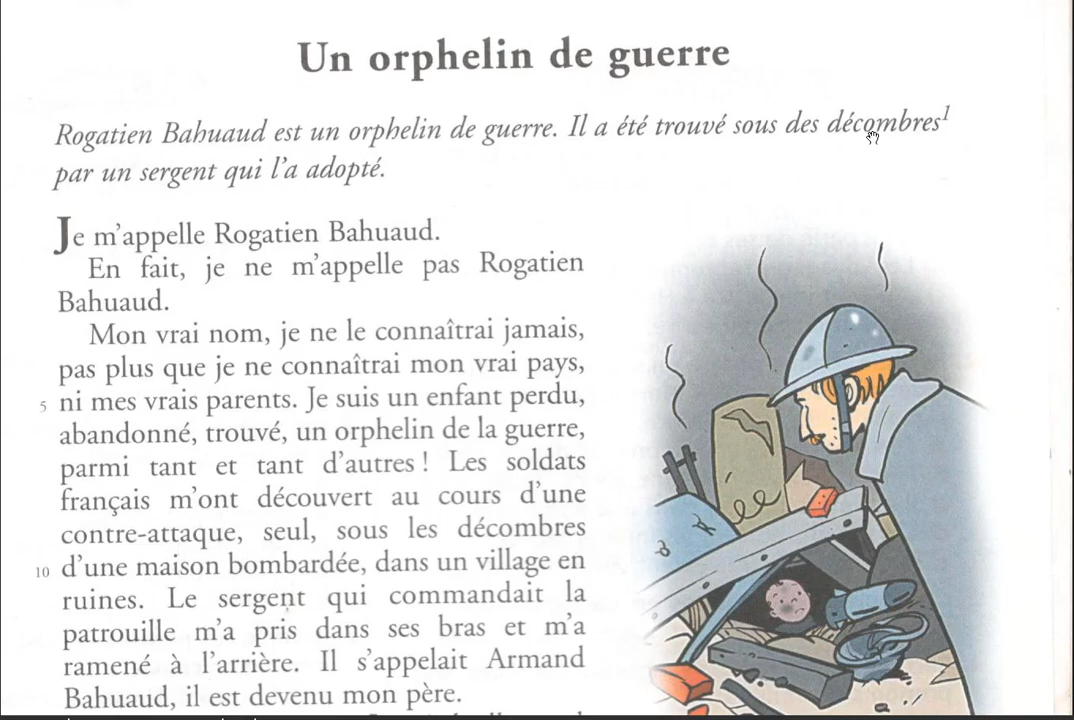 Un orphelin de guerre
Rogatien Bahuaud est un orphelin de guerre. Il a été trouvé sous des décombres1
par un sergent qui l'a adopté.
Je m'appelle Rogatien Bahuaud.
En fait, je ne m'appelle pas Rogatien
Bahuaud.
Mon vrai nom, je ne le connaîtrai jamais,
pas plus que je ne connaîtrai mon vrai pays,
5 ni mes vrais parents. Je suis un enfant perdu,
abandonné, trouvé, un orphelin de la guerre,
parmi tant et tant d'autres ! Les soldats
français m'ont découvert au cours d'une
contre-attaque, seul, sous les décombres
10 d'une maison bombardée, dans un village en
ruines. Le sergent qui commandait la
patrouille m'a pris dans ses bras et m'a
ramené à l'arrière. Il s'appelait Armand
Bahuaud, il est devenu mon père.